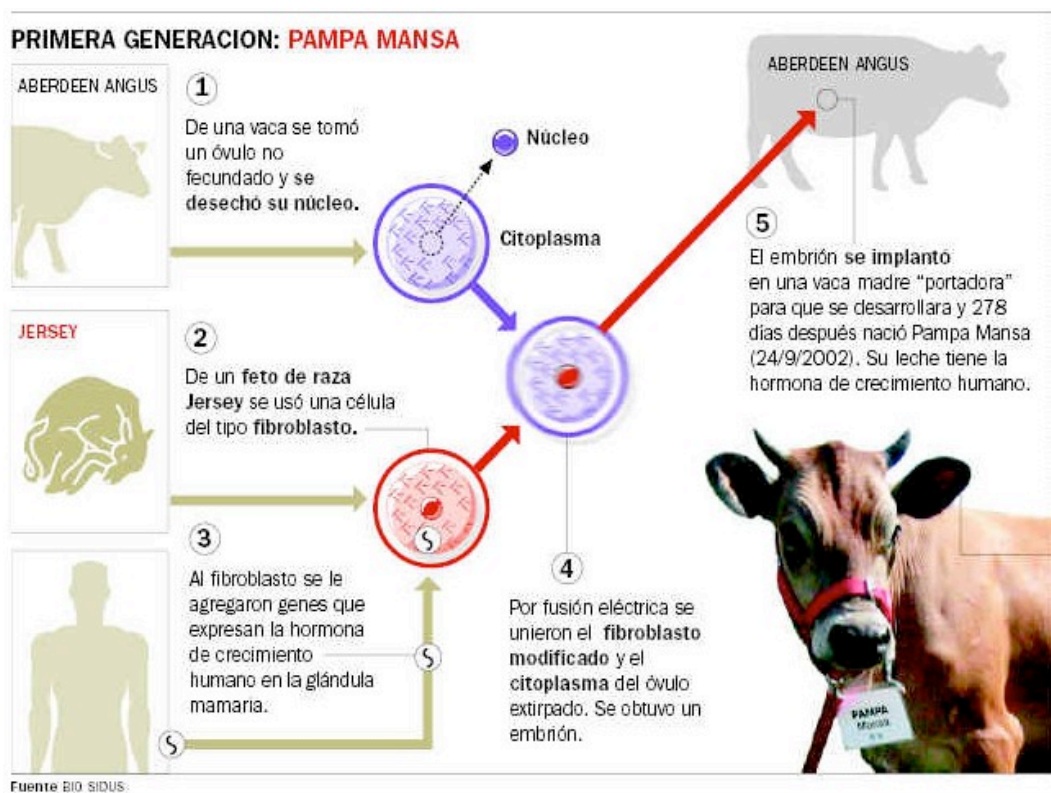 PRIMERA GENERACION: PAMPA MANSA
ABERDEEN ANGUS
1
De una vaca se tomó
un óvulo no
fecundado y se
desechó su núcleo.
Núcleo
Citoplasma
JERSEY
2
De un feto de raza
Jersey se usó una célula
del tipo fibroblasto.
3
Al fibroblasto se le
agregaron genes que
expresan la hormona
de crecimiento
humano en la glándula
mamaria.
S
S
S
4
Por fusión eléctrica se
unieron el fibroblasto
modificado y el
citoplasma del óvulo
extirpado. Se obtuvo un
embrión.
ABERDEEN ANGUS
5
El embrión se implantó
en una vaca madre “portadora”
para que se desarrollara y 278
días después nació Pampa Mansa
(24/9/2002). Su leche tiene la
hormona de crecimiento humano.
PAMPA
Mansa
Fuente BIO SIDUS